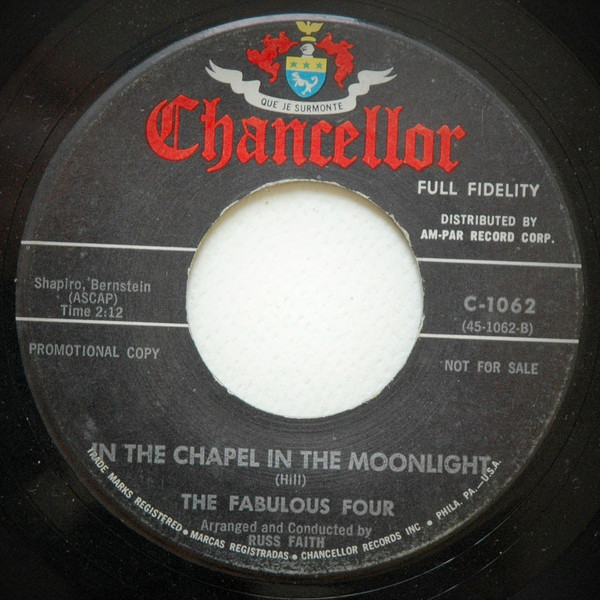 QUE JE SURMONTE
Chancellor
FULL FIDELITY
DISTRIBUTED BY
AM-PAR RECORD CORP.
Shapiro, Bernstein
(ASCAP)
Time 2:12
C-1062
(45-1062-B)
PROMOTIONAL COPY
NOT FOR SALE
IN THE CHAPEL IN THE MOONLIGHT
(Hill)
THE FABULOUS FOUR
Arranged and Conducted by
RUSS FAITH
TRADE MARKS REGISTERED • MARCAS REGISTRADAS • CHANCELLOR RECORDS INC • PHILA. PA.—U.S.A.